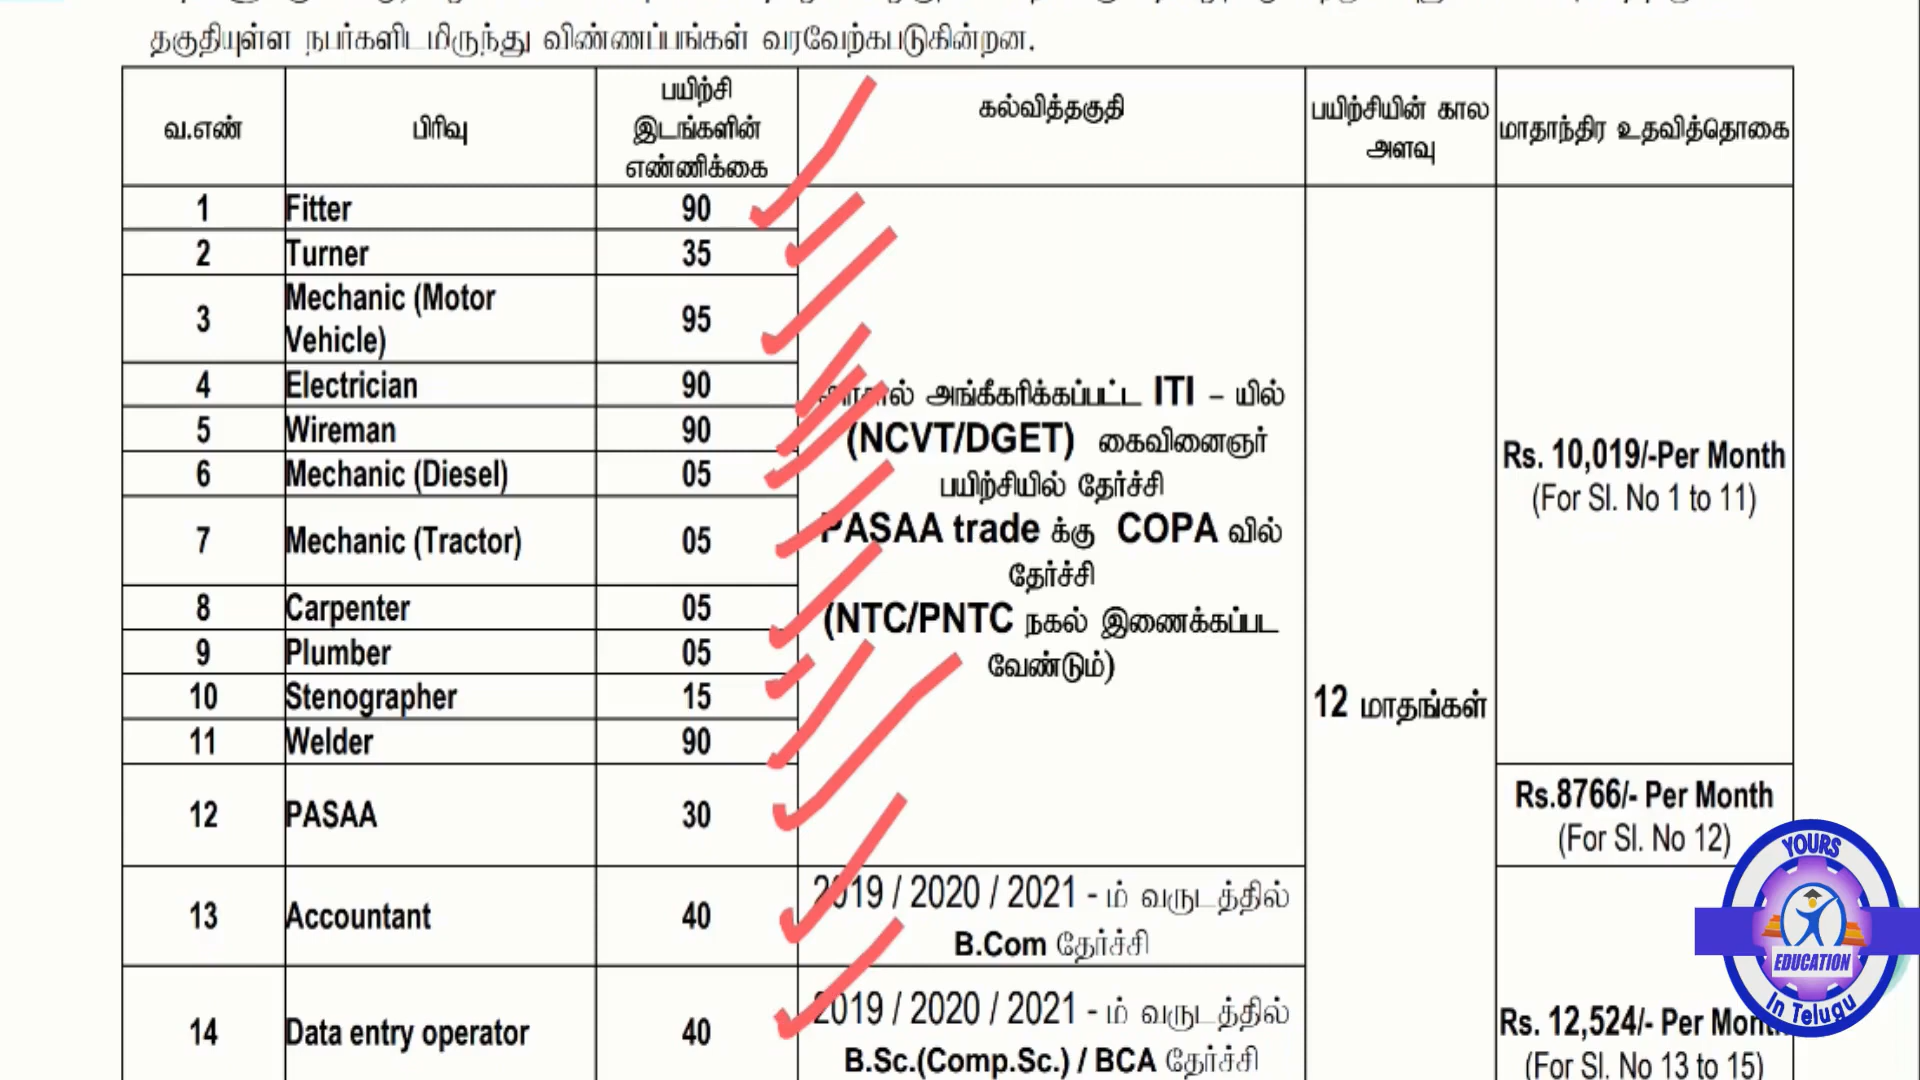 தகுதியுள்ள நபர்களிடமிருந்து விண்ணப்பங்கள் வரவேற்கபடுகின்றன.
வ.எண் பிரிவு பயிற்சி இடங்களின் எண்ணிக்கை கல்வித்தகுதி பயிற்சியின் கால அளவு மாதாந்திர உதவித்தொகை
1 Fitter 90
2 Turner 35
3 Mechanic (Motor Vehicle) 95
4 Electrician 90
5 Wireman 90
6 Mechanic (Diesel) 05
7 Mechanic (Tractor) 05
8 Carpenter 05
9 Plumber 05
10 Stenographer 15
11 Welder 90
12 PASAA 30
அங்கீகரிக்கப்பட்ட ITI – யில்
(NCVT/DGET) கைவினைஞர்
பயிற்சியில் தேர்ச்சி
PASAA trade க்கு COPA வில்
தேர்ச்சி
(NTC/PNTC நகல் இணைக்கப்பட
வேண்டும்)
12 மாதங்கள்
Rs. 10,019/-Per Month
(For Sl. No 1 to 11)
Rs.8766/- Per Month
(For Sl. No 12)
13 Accountant 40
2019 / 2020 / 2021 - ம் வருடத்தில்
B.Com தேர்ச்சி
14 Data entry operator 40
2019 / 2020 / 2021 - ம் வருடத்தில்
B.Sc.(Comp.Sc.) / BCA தேர்ச்சி
Rs. 12,524/- Per Month
(For Sl. No 13 to 15)
YOURS
EDUCATION
In Telugu